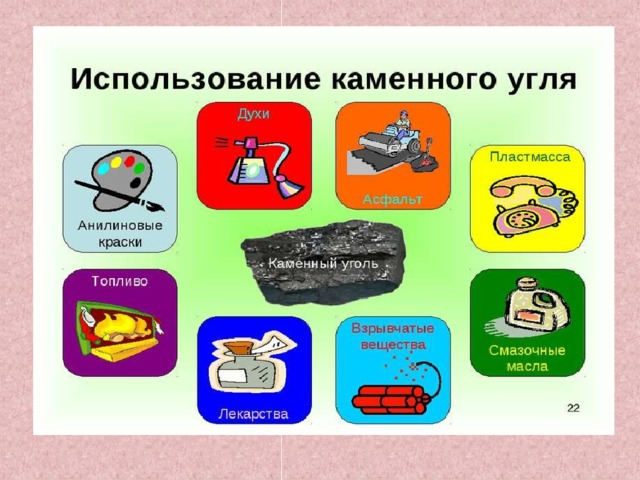 Использование каменного угля
Духи
Асфальт
Анилиновые
краски
Пластмасса
Каменный уголь
Топливо
Лекарства
Взрывчатые
вещества
Смазочные
масла
22